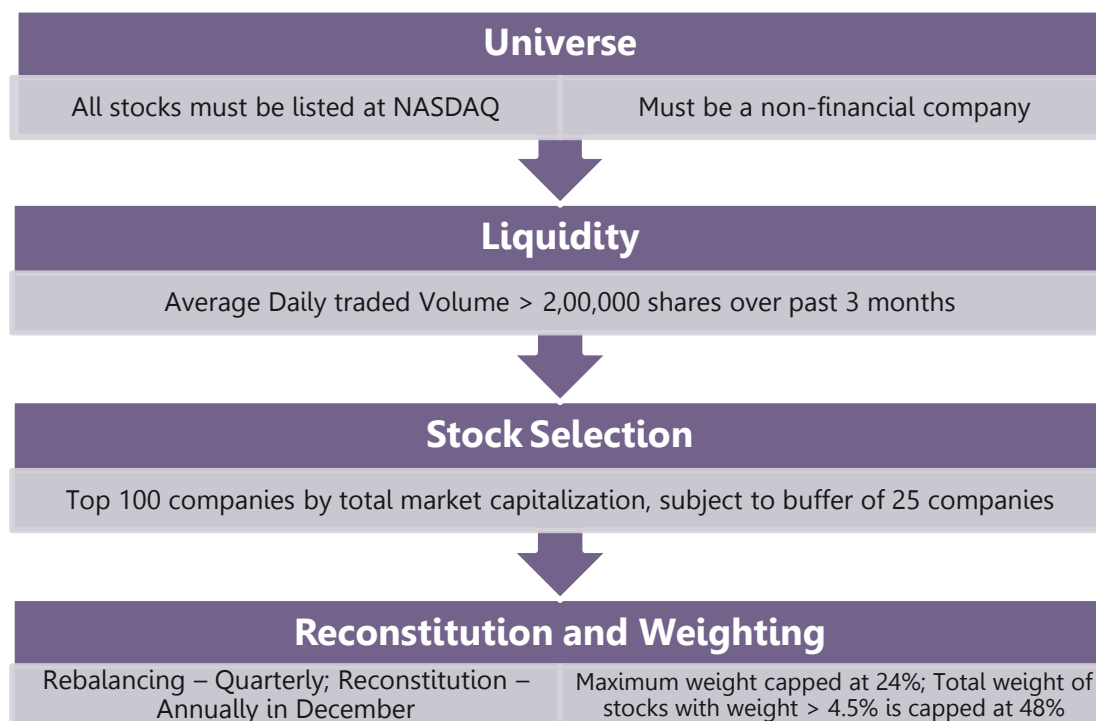 Universe
All stocks must be listed at NASDAQ
Must be a non-financial company
Liquidity
Average Daily traded Volume > 2,00,000 shares over past 3 months
Stock Selection
Top 100 companies by total market capitalization, subject to buffer of 25 companies
Reconstitution and Weighting
Rebalancing – Quarterly; Reconstitution –
Annually in December
Maximum weight capped at 24%; Total weight of
stocks with weight > 4.5% is capped at 48%